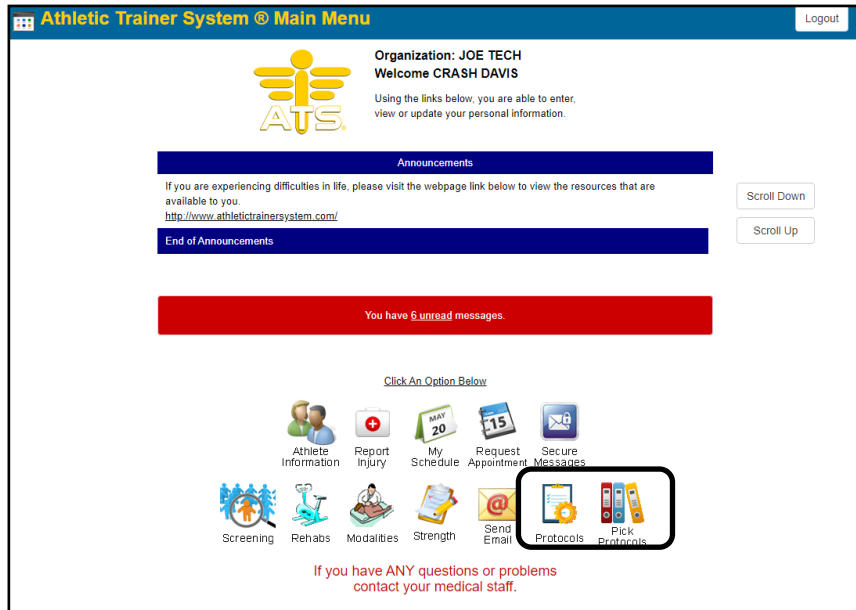 Athletic Trainer System ® Main Menu
Logout
Organization: JOE TECH
Welcome CRASH DAVIS
Using the links below, you are able to enter,
view or update your personal information.
ATS®
Announcements
If you are experiencing difficulties in life, please visit the webpage link below to view the resources that are
available to you.
http://www.athletictrainersystem.com/
End of Announcements
Scroll Down
Scroll Up
You have 6 unread messages.
Click An Option Below
MAY
20
15
Athlete
Information
Report
Injury
My
Schedule
Request
Appointment
Secure
Messages
@
Screening
Rehabs
Modalities
Strength
Send
Email
Protocols
Pick
Protocols
If you have ANY questions or problems
contact your medical staff.